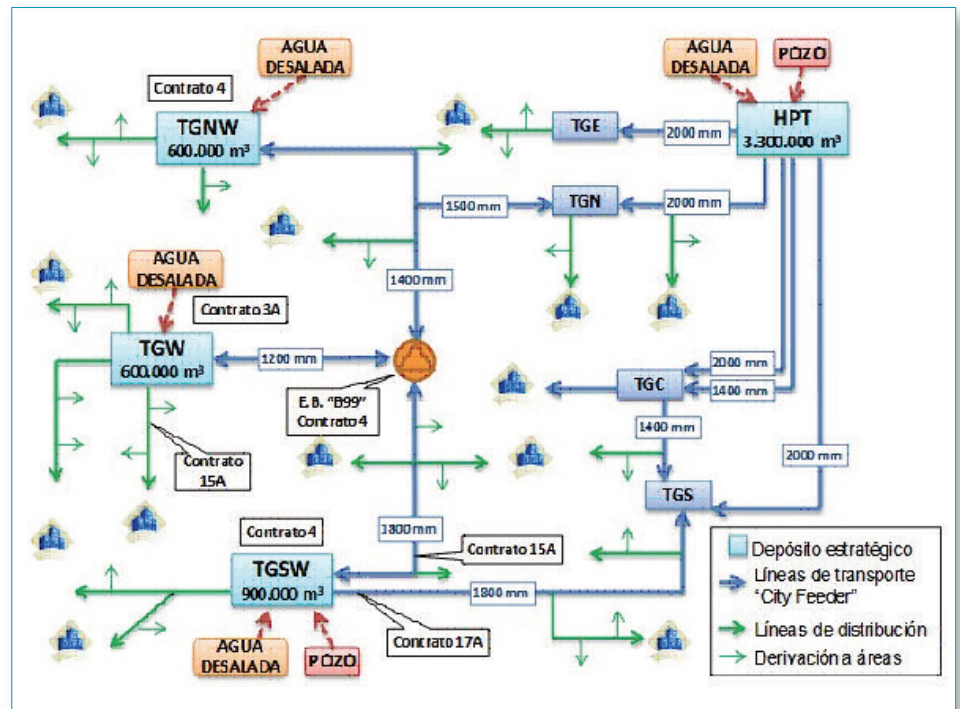 AGUA
DESALADA
Contrato 4
TGNW
600.000 m³
AGUA
DESALADA
POZO
HPT
3.300.000 m³
TGE
2000 mm
1500 mm
TGN
2000 mm
AGUA
DESALADA
Contrato 3A
1400 mm
TGW
600.000 m³
1200 mm
E.B. "B99"
Contrato 4
2000 mm
TGC
1400 mm
1400 mm
Contrato
15A
2000 mm
TGS
Contrato 4
1800 mm
Contrato 15A
TGSW
900.000 m³
1800 mm
Contrato 17A
AGUA
DESALADA
POZO
Depósito estratégico
Líneas de transporte
"City Feeder"
Líneas de distribución
Derivación a áreas